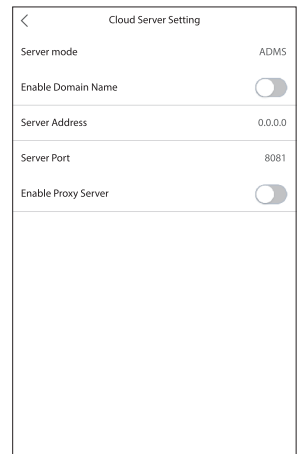 Cloud Server Setting
Server mode ADMS
Enable Domain Name
Server Address 0.0.0.0
Server Port 8081
Enable Proxy Server